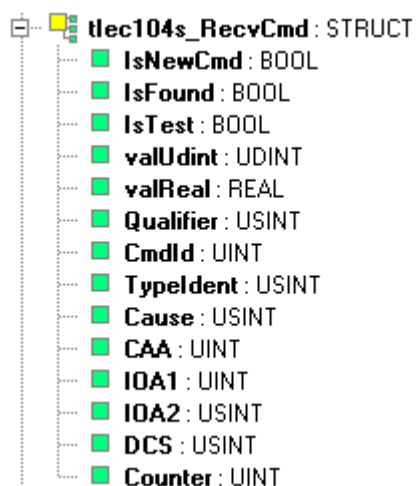 tIec104s_RecvCmd : STRUCT
IsNewCmd : BOOL
IsFound : BOOL
IsTest : BOOL
valUdint : UDINT
valReal : REAL
Qualifier : USINT
CmdId : UINT
TypeIdent : USINT
Cause : USINT
CAA : UINT
IOA1 : UINT
IOA2 : USINT
DCS : USINT
Counter : UINT